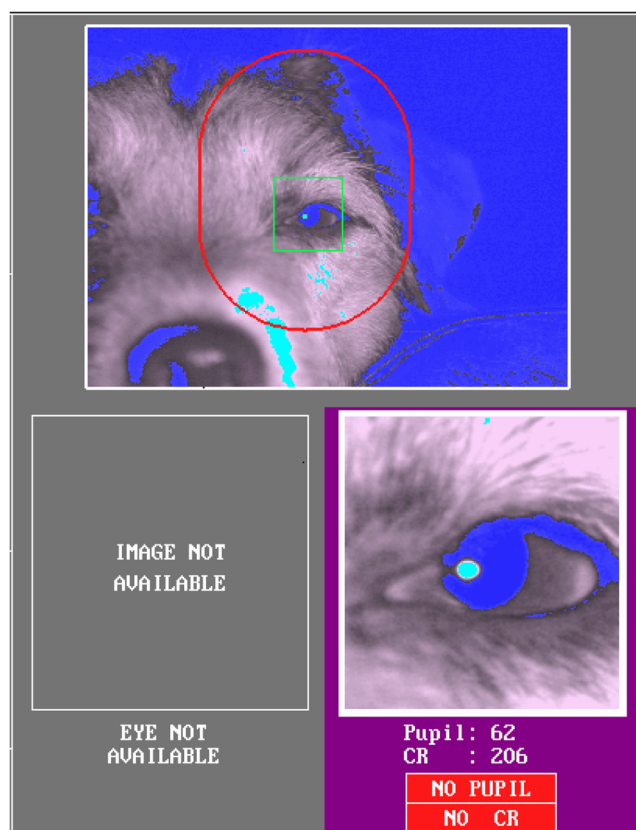 IMAGE NOT
AVAILABLE
EYE NOT
AVAILABLE
Pupil: 62
CR : 206
NO PUPIL
NO CR